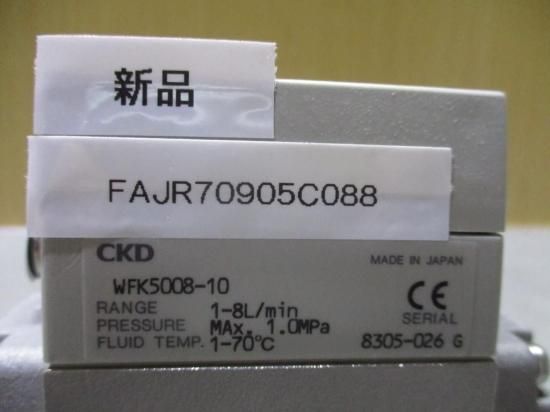 新品
FAJR70905C088
CKD
MADE IN JAPAN
WFK5008-10
RANGE 1-8L/min
PRESSURE MAX. 1.0MPa
FLUID TEMP. 1-70℃
CE
SERIAL
8305-026 G